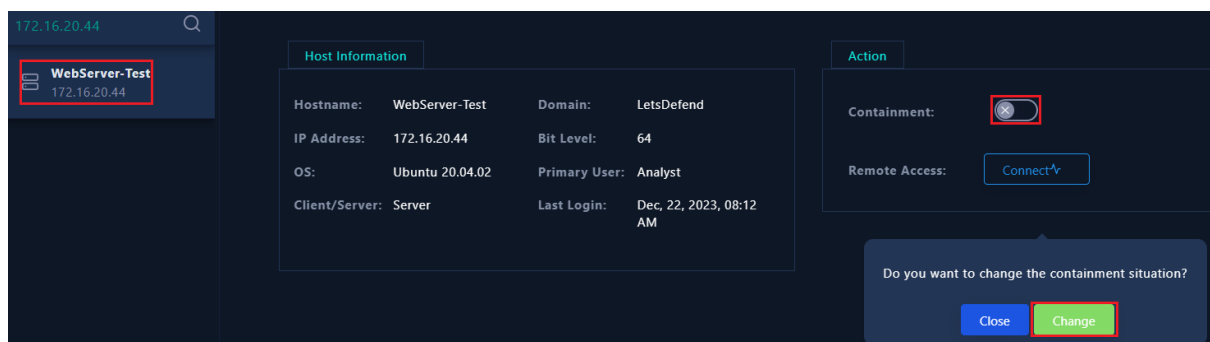 172.16.20.44
WebServer-Test
172.16.20.44
Host Information
Hostname: WebServer-Test Domain: LetsDefend
IP Address: 172.16.20.44 Bit Level: 64
OS: Ubuntu 20.04.02 Primary User: Analyst
Client/Server: Server Last Login: Dec, 22, 2023, 08:12
AM
Action
Containment:
Remote Access: Connect
Do you want to change the containment situation?
Close Change